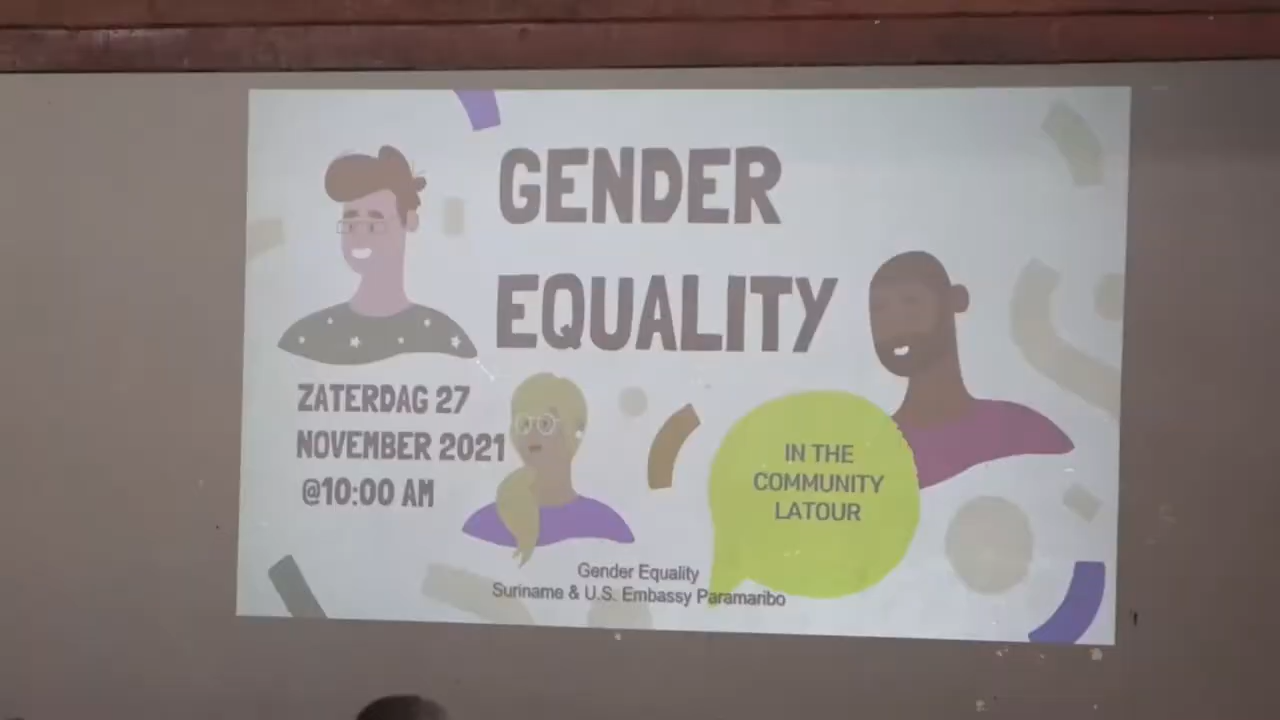 GENDER
EQUALITY
ZATERDAG 27
NOVEMBER 2021
@10:00 AM
IN THE
COMMUNITY
LATOUR
Gender Equality
Suriname & U.S. Embassy Paramaribo